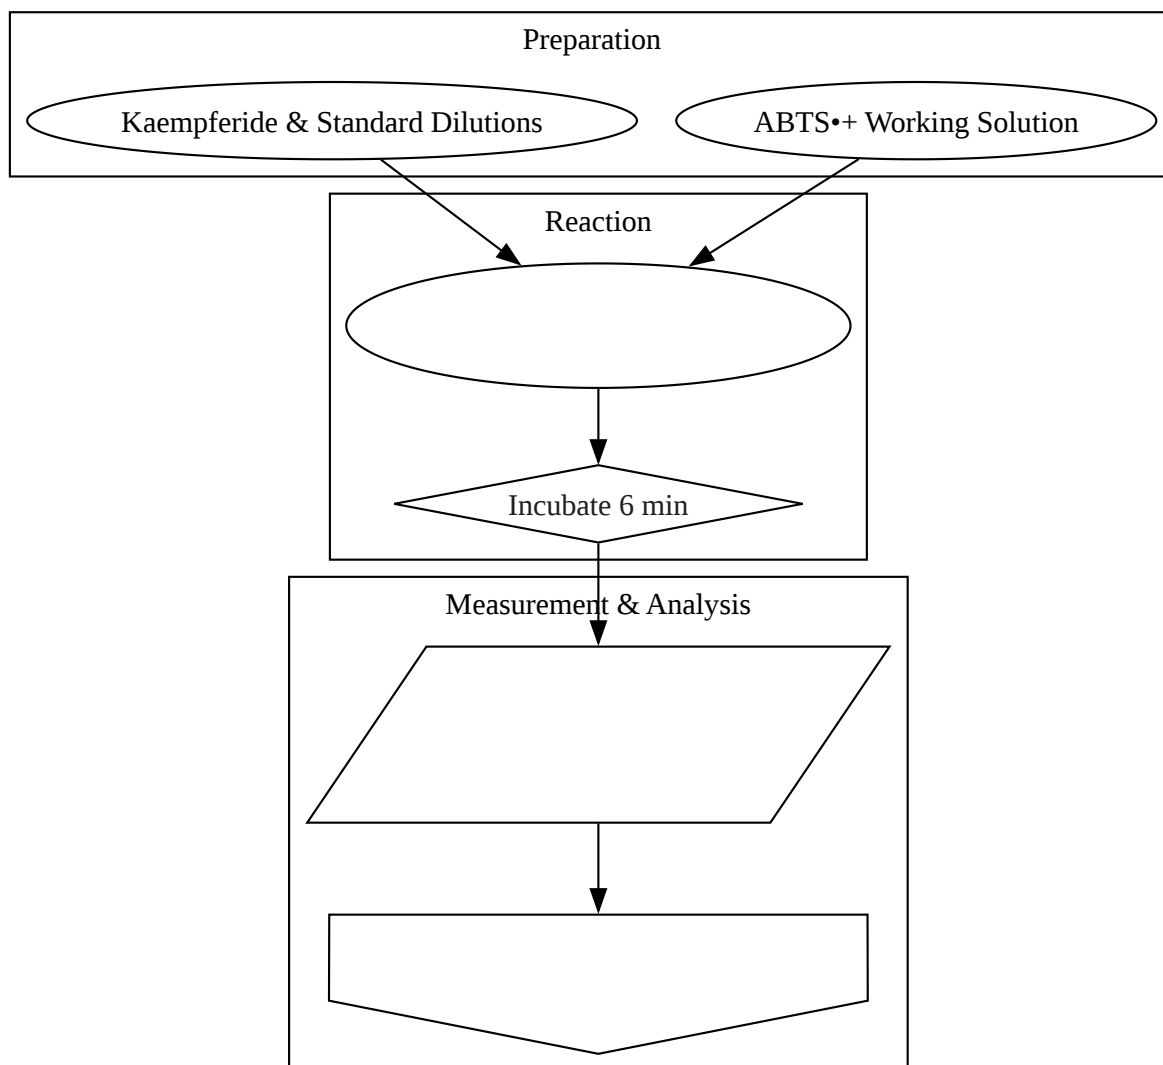 Preparation
Kaempferide & Standard Dilutions
ABTS•+ Working Solution
Reaction
Incubate 6 min
Measurement & Analysis